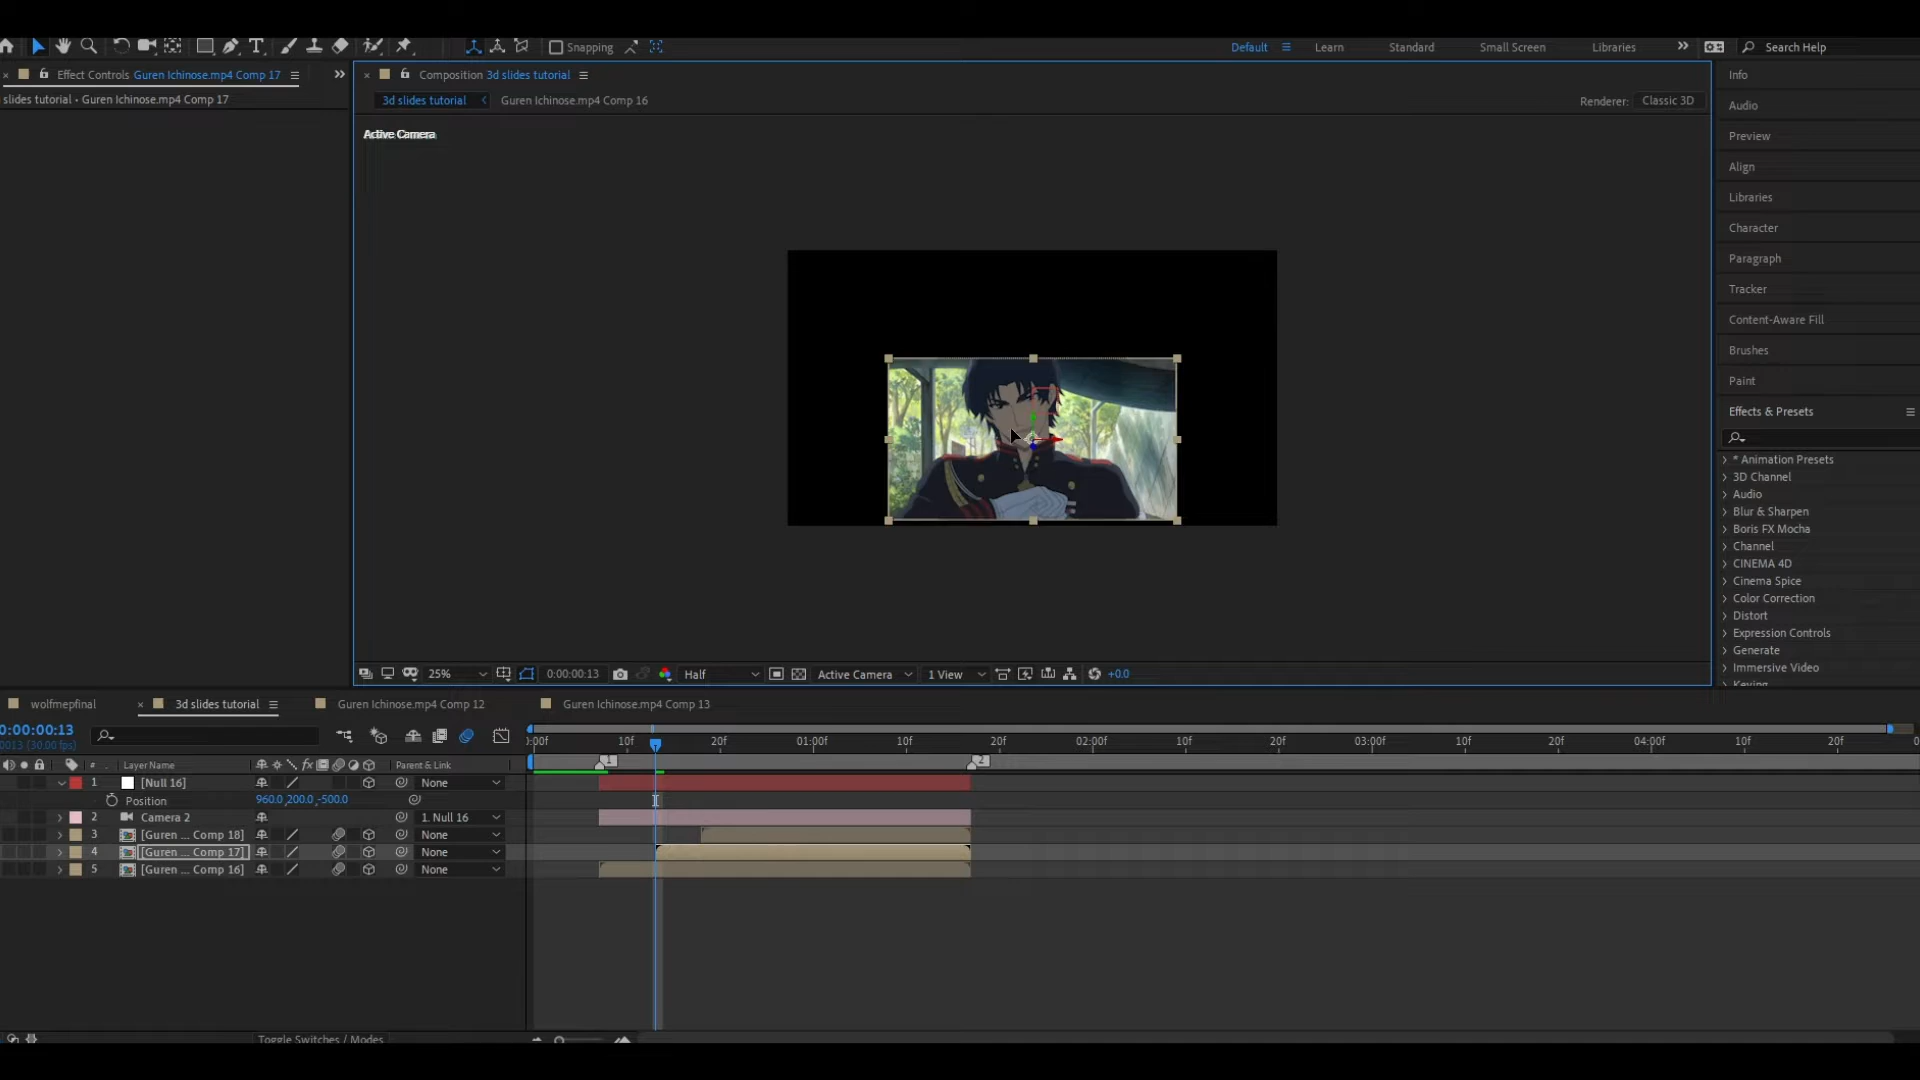 Snapping
Default
Learn
Standard
Small Screen
Libraries
Search Help
Effect Controls Guren Ichinose.mp4 Comp 17
slides tutorial • Guren Ichinose.mp4 Comp 17
Composition 3d slides tutorial
3d slides tutorial
Guren Ichinose.mp4 Comp 16
Renderer: Classic 3D
Active Camera
Info
Audio
Preview
Align
Libraries
Character
Paragraph
Tracker
Content-Aware Fill
Brushes
Paint
Effects & Presets
* Animation Presets
3D Channel
Audio
Blur & Sharpen
Boris FX Mocha
Channel
CINEMA 4D
Cinema Spice
Color Correction
Distort
Expression Controls
Generate
Immersive Video
Keying
25%
0:00:00:13
Half
Active Camera
1 View
+0.0
wolfmepfinal
3d slides tutorial
Guren Ichinose.mp4 Comp 12
Guren Ichinose.mp4 Comp 13
0:00:00:13
0013 (30.00 fps)
:00f 10f 20f 01:00f 10f 20f 02:00f 10f 20f 03:00f 10f 20f 04:00f 10f 20f 0
# Layer Name fx Parent & Link
1 2
1 [Null 16] None
Position 960.0,200.0,-500.0
2 Camera 2 1. Null 16
3 [Guren ... Comp 18] None
4 [Guren ... Comp 17] None
5 [Guren ... Comp 16] None
Toggle Switches / Modes